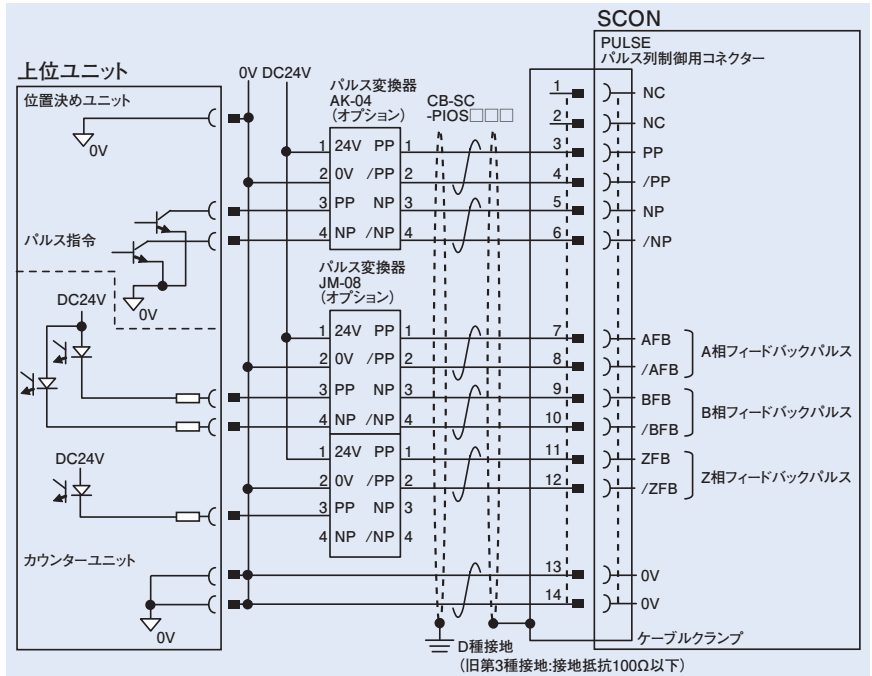 SCON
PULSE
パルス列制御用コネクター
上位ユニット
位置決めユニット
0V
パルス指令
0V
DC24V
DC24V
カウンターユニット
0V
0V DC24V
パルス変換器
AK-04
(オプション)
1 24V PP 1
2 0V /PP 2
3 PP NP 3
4 NP /NP 4
CB-SC
-PIOS□□□
パルス変換器
JM-08
(オプション)
1 24V PP 1
2 0V /PP 2
3 PP NP 3
4 NP /NP 4
1 24V PP 1
2 0V /PP 2
3 PP NP 3
4 NP /NP 4
1 NC
2 NC
3 PP
4 /PP
5 NP
6 /NP
7 AFB
8 /AFB
A相フィードバックパルス
9 BFB
10 /BFB
B相フィードバックパルス
11 ZFB
12 /ZFB
Z相フィードバックパルス
13 0V
14 0V
ケーブルクランプ
D種接地
(旧第3種接地:接地抵抗100Ω以下)